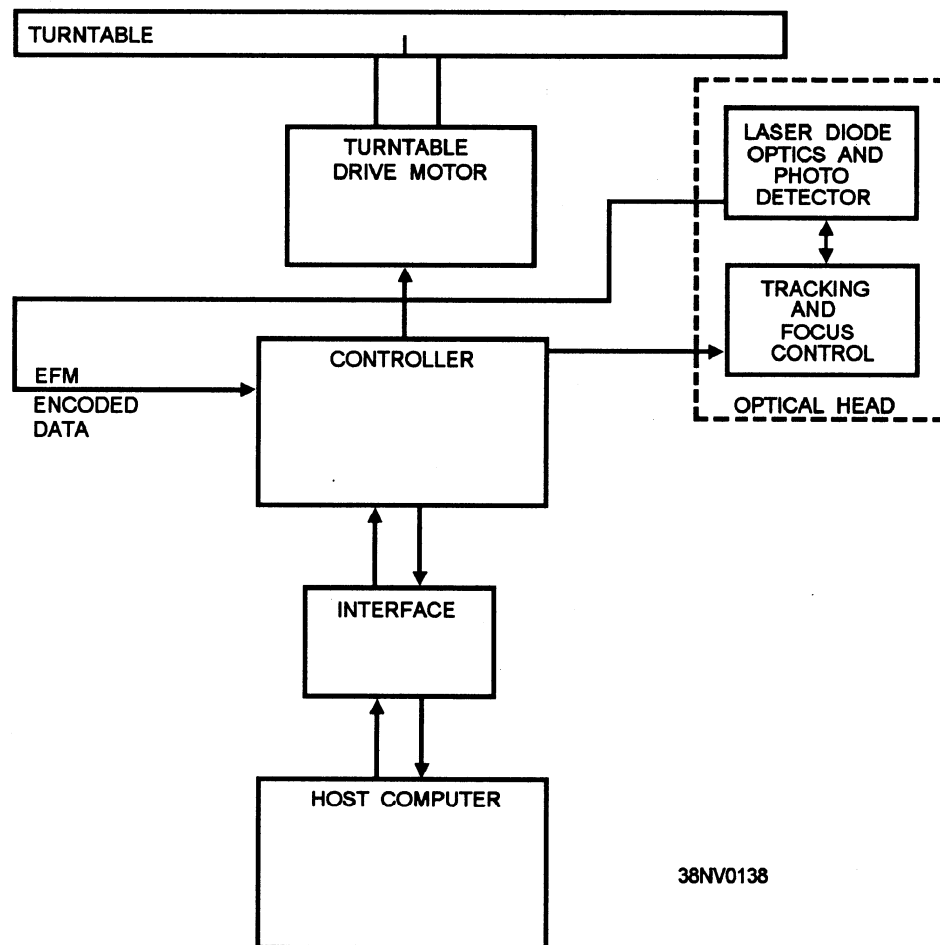 TURNTABLE
TURNTABLE
DRIVE MOTOR
LASER DIODE
OPTICS AND
PHOTO
DETECTOR
TRACKING
AND
FOCUS
CONTROL
OPTICAL HEAD
CONTROLLER
EFM
ENCODED
DATA
INTERFACE
HOST COMPUTER
38NV0138